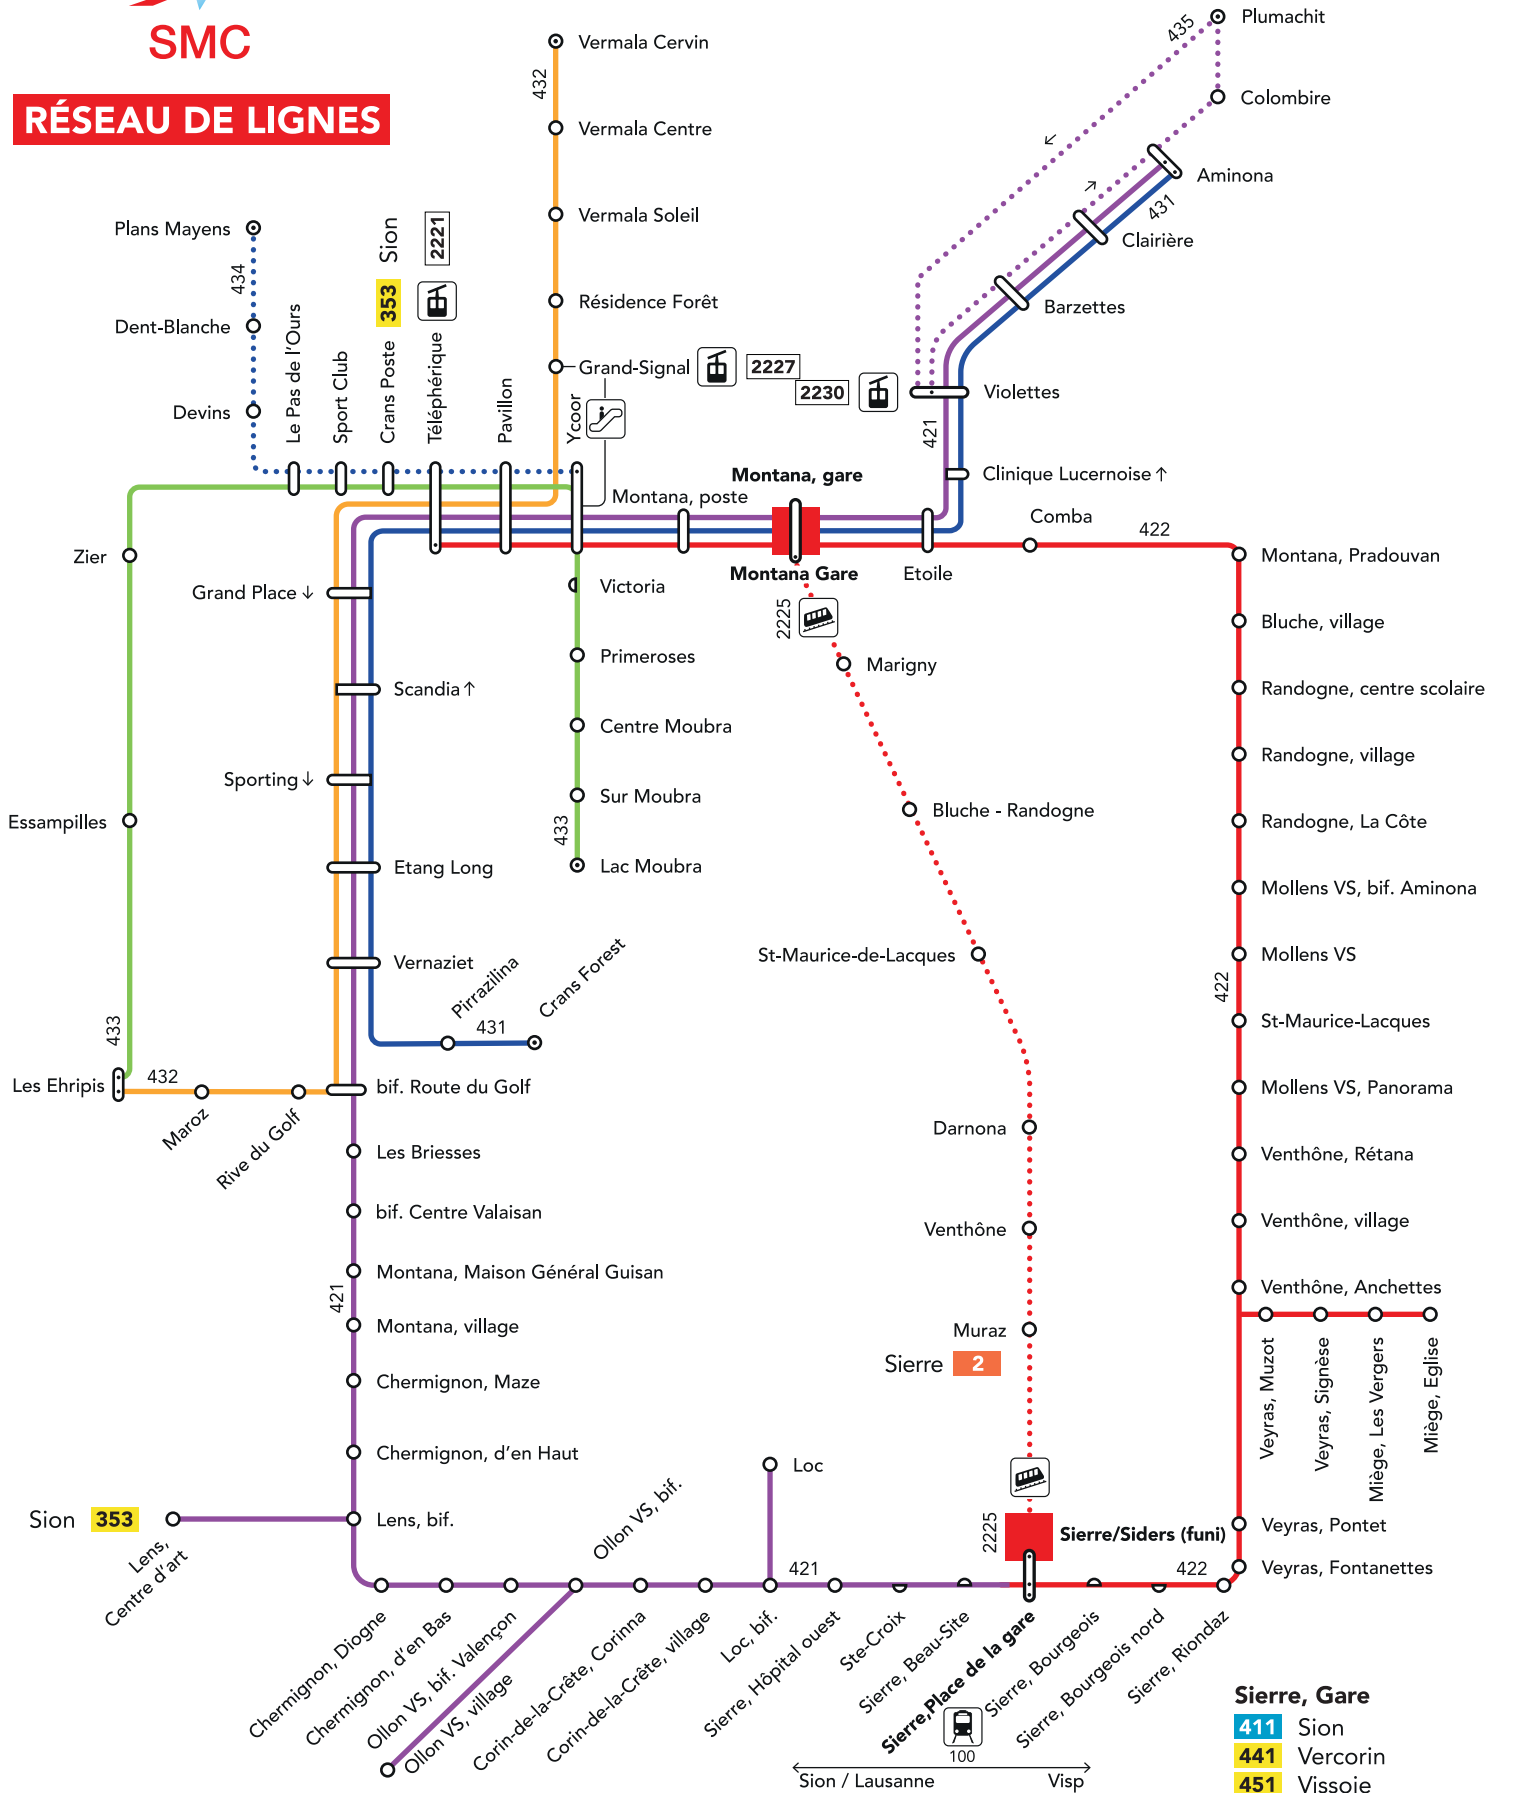 SMC
RÉSEAU DE LIGNES
432
Vermala Cervin
Vermala Centre
Vermala Soleil
Résidence Forêt
Grand-Signal
2227
2230
435
Plumachit
Colombire
Aminona
431
Clairière
Barzettes
Violettes
421
Clinique Lucernoise ↑
Plans Mayens
434
Dent-Blanche
Devins
Le Pas de l'Ours
Sport Club
Crans Poste
353
Sion
Téléphérique
2221
Pavillon
Ycoor
Montana, poste
Montana, gare
Montana Gare
Etoile
Comba
422
Zier
Essampilles
433
Les Ehripis
432
Maroz
Rive du Golf
Grand Place ↓
Scandia ↑
Sporting ↓
Etang Long
Vernaziet
Pirrazilina
431
Crans Forest
bif. Route du Golf
Les Briesses
bif. Centre Valaisan
Montana, Maison Général Guisan
421
Montana, village
Chermignon, Maze
Chermignon, d'en Haut
Lens, bif.
Sion 353
Lens,
Centre d'art
Victoria
Primeroses
Centre Moubra
Sur Moubra
433
Lac Moubra
2225
Marigny
Bluche - Randogne
St-Maurice-de-Lacques
Darnona
Venthône
Muraz
Sierre 2
2225
Sierre/Siders (funi)
Montana, Pradouvan
Bluche, village
Randogne, centre scolaire
Randogne, village
Randogne, La Côte
Mollens VS, bif. Aminona
Mollens VS
422
St-Maurice-Lacques
Mollens VS, Panorama
Venthône, Rétana
Venthône, village
Venthône, Anchettes
Veyras, Muzot
Veyras, Signèse
Miège, Les Vergers
Miège, Eglise
Veyras, Pontet
Veyras, Fontanettes
422
Chermignon, Diogne
Chermignon, d'en Bas
Ollon VS, bif. Valençon
Ollon VS, bif.
Ollon VS, village
Corin-de-la-Crête, Corinna
Corin-de-la-Crête, village
Loc
Loc, bif.
421
Sierre, Hôpital ouest
Ste-Croix
Sierre, Beau-Site
Sierre,Place de la gare
Sierre, Bourgeois
Sierre, Bourgeois nord
Sierre, Riondaz
100
Sion / Lausanne
Visp
Sierre, Gare
411 Sion
441 Vercorin
451 Vissoie